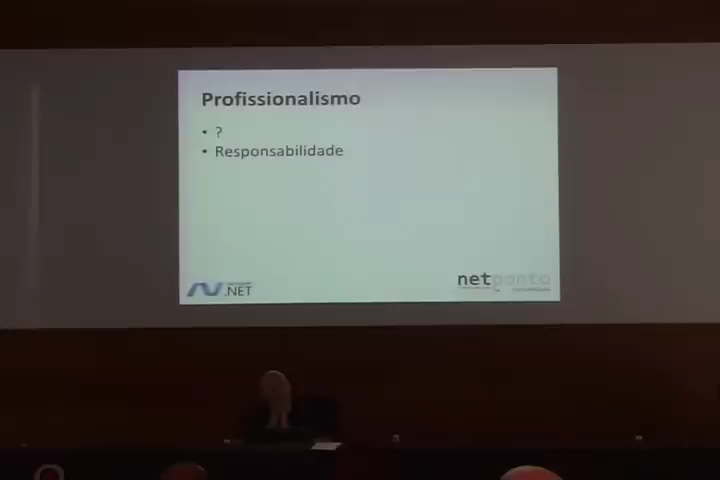 Profissionalismo
• ?
• Responsabilidade
.NET
netponto